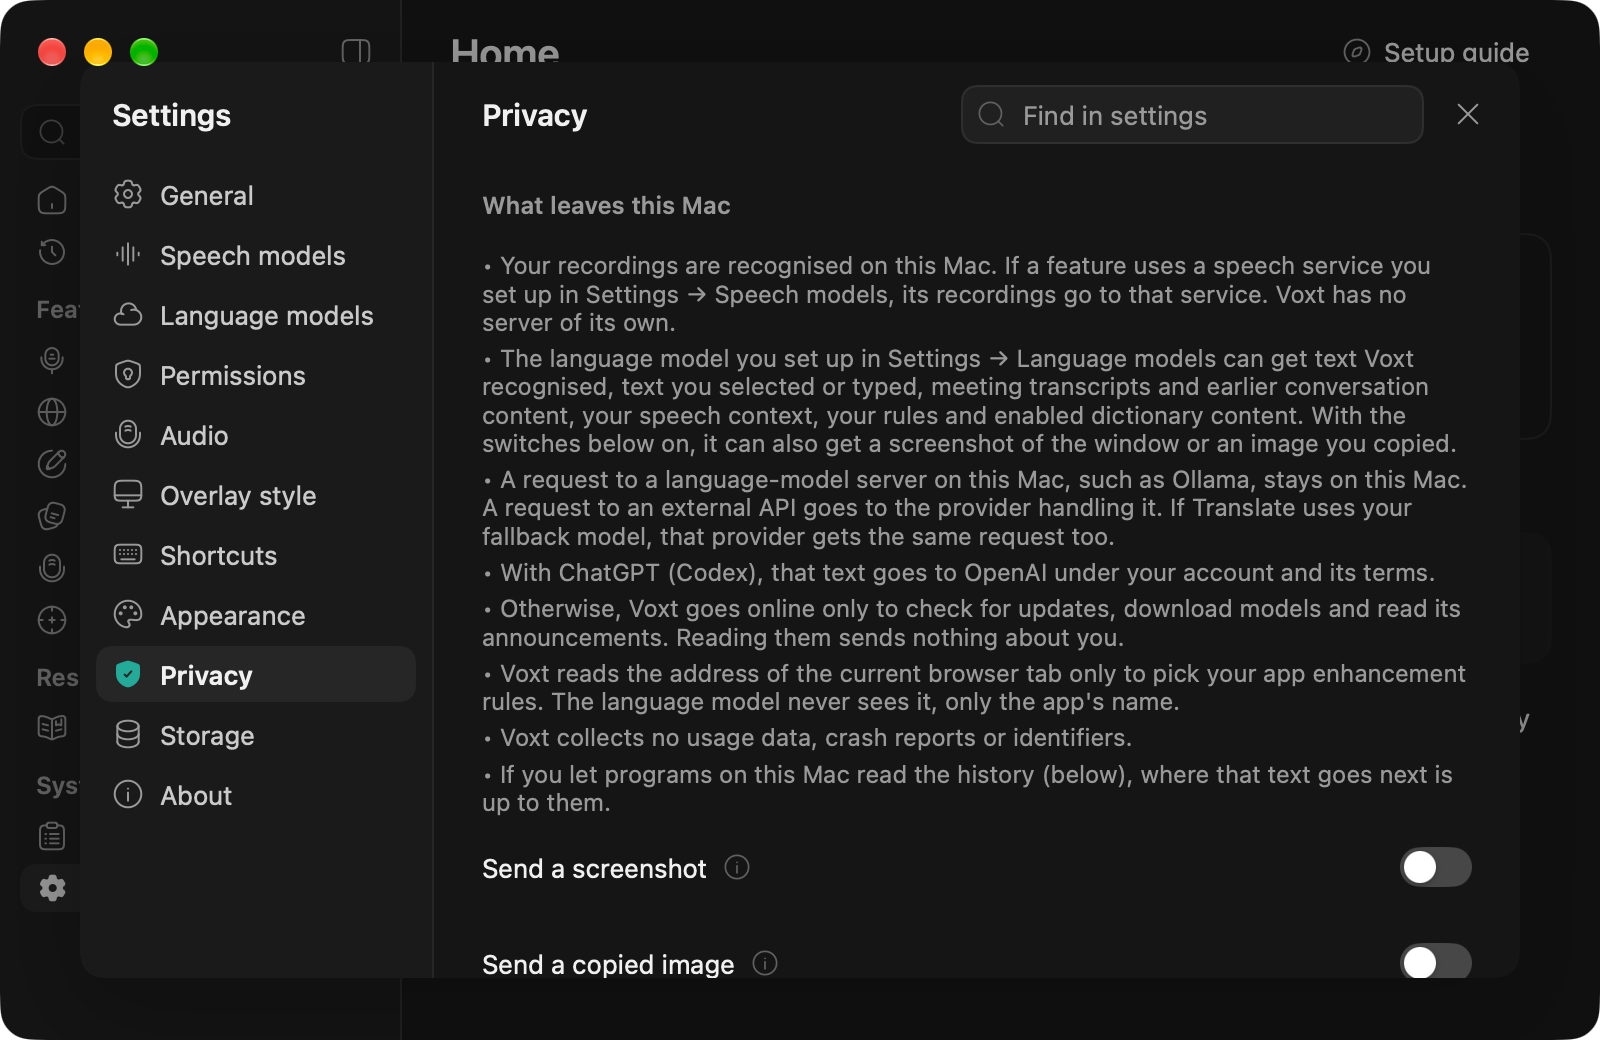 Home
Setup guide
Settings
Privacy
Find in settings
General
Speech models
Language models
Permissions
Audio
Overlay style
Shortcuts
Appearance
Privacy
Storage
About
What leaves this Mac
• Your recordings are recognised on this Mac. If a feature uses a speech service you
set up in Settings → Speech models, its recordings go to that service. Voxt has no
server of its own.
• The language model you set up in Settings → Language models can get text Voxt
recognised, text you selected or typed, meeting transcripts and earlier conversation
content, your speech context, your rules and enabled dictionary content. With the
switches below on, it can also get a screenshot of the window or an image you copied.
• A request to a language-model server on this Mac, such as Ollama, stays on this Mac.
A request to an external API goes to the provider handling it. If Translate uses your
fallback model, that provider gets the same request too.
• With ChatGPT (Codex), that text goes to OpenAI under your account and its terms.
• Otherwise, Voxt goes online only to check for updates, download models and read its
announcements. Reading them sends nothing about you.
• Voxt reads the address of the current browser tab only to pick your app enhancement
rules. The language model never sees it, only the app's name.
• Voxt collects no usage data, crash reports or identifiers.
• If you let programs on this Mac read the history (below), where that text goes next is
up to them.
Send a screenshot
Send a copied image